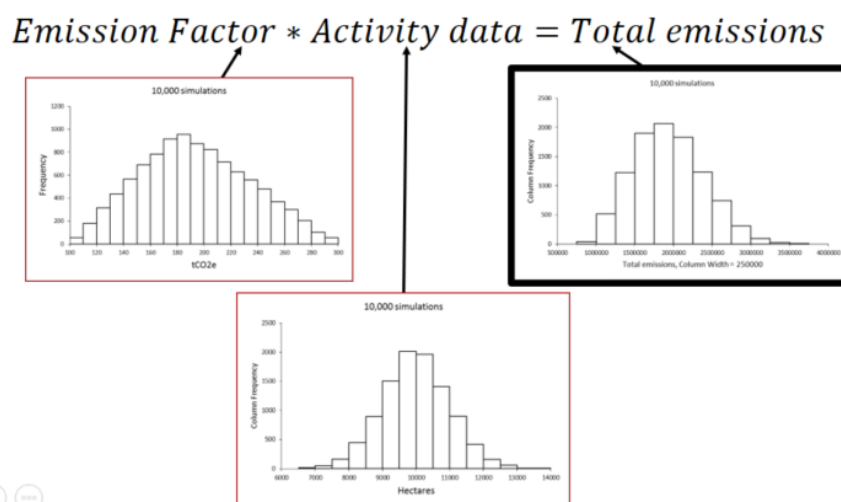 Emission Factor * Activity data = Total emissions
10,000 simulations
1200
1000
800
600
400
200
0
Frequency
100 120 140 160 180 200 220 240 260 280 300
tCO2e
10,000 simulations
2500
2000
1500
1000
500
0
Column Frequency
500000 1000000 1500000 2000000 2500000 3000000 3500000 4000000
Total emissions, Column Width = 250000
10,000 simulations
2500
2000
1500
1000
500
0
Column Frequency
6000 7000 8000 9000 10000 11000 12000 13000 14000
Hectares